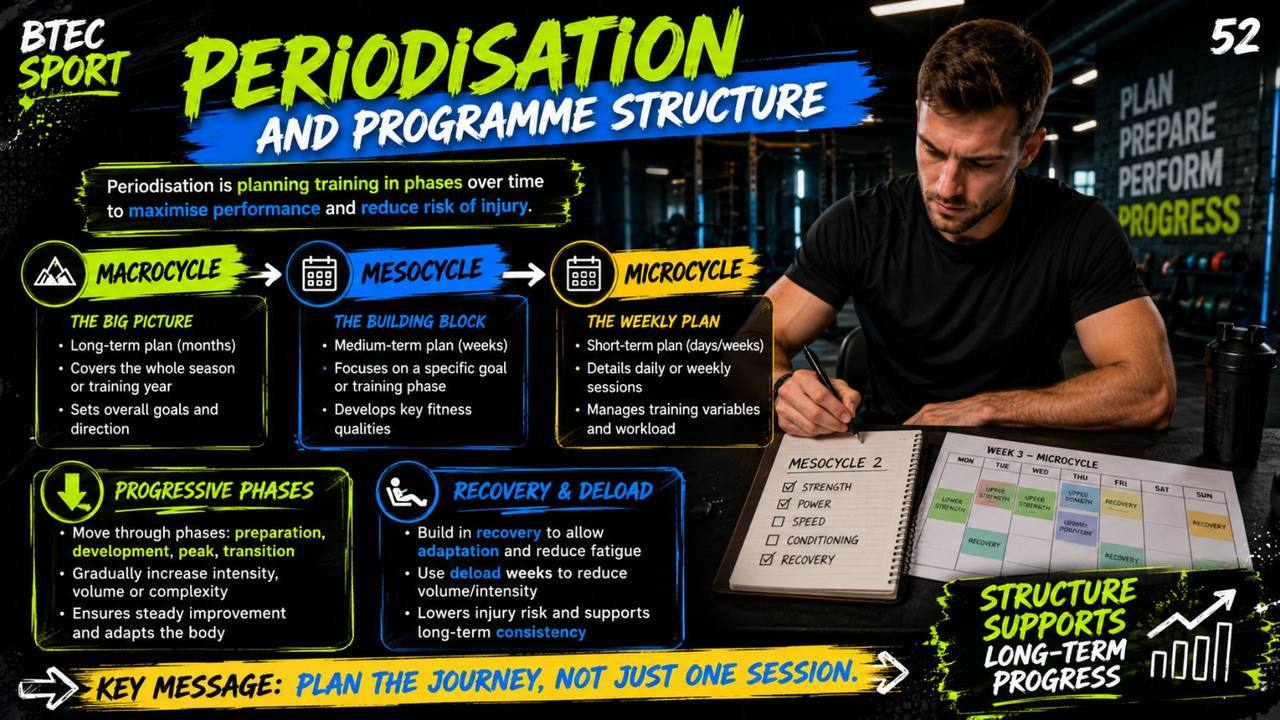 BTEC
SPORT
PERIODISATION
AND PROGRAMME STRUCTURE
52
PLAN
PREPARE
PERFORM
PROGRESS
Periodisation is planning training in phases over time
to maximise performance and reduce risk of injury.
MACROCYCLE
THE BIG PICTURE
• Long-term plan (months)
• Covers the whole season
or training year
• Sets overall goals and
direction
MESOCYCLE
THE BUILDING BLOCK
• Medium-term plan (weeks)
• Focuses on a specific goal
or training phase
• Develops key fitness
qualities
MICROCYCLE
THE WEEKLY PLAN
• Short-term plan (days/weeks)
• Details daily or weekly
sessions
• Manages training variables
and workload
PROGRESSIVE PHASES
• Move through phases: preparation,
development, peak, transition
• Gradually increase intensity,
volume or complexity
• Ensures steady improvement
and adapts the body
RECOVERY & DELOAD
• Build in recovery to allow
adaptation and reduce fatigue
• Use deload weeks to reduce
volume/intensity
• Lowers injury risk and supports
long-term consistency
MESOCYCLE 2
STRENGTH
POWER
SPEED
CONDITIONING
RECOVERY
WEEK 3 – MICROCYCLE
MON TUE WED THU FRI SAT SUN
LOWER
STRENGTH
UPPER
STRENGTH
RECOVERY
RECOVERY
RECOVERY
RECOVERY
STRUCTURE
SUPPORTS
LONG-TERM
PROGRESS
KEY MESSAGE: PLAN THE JOURNEY, NOT JUST ONE SESSION.